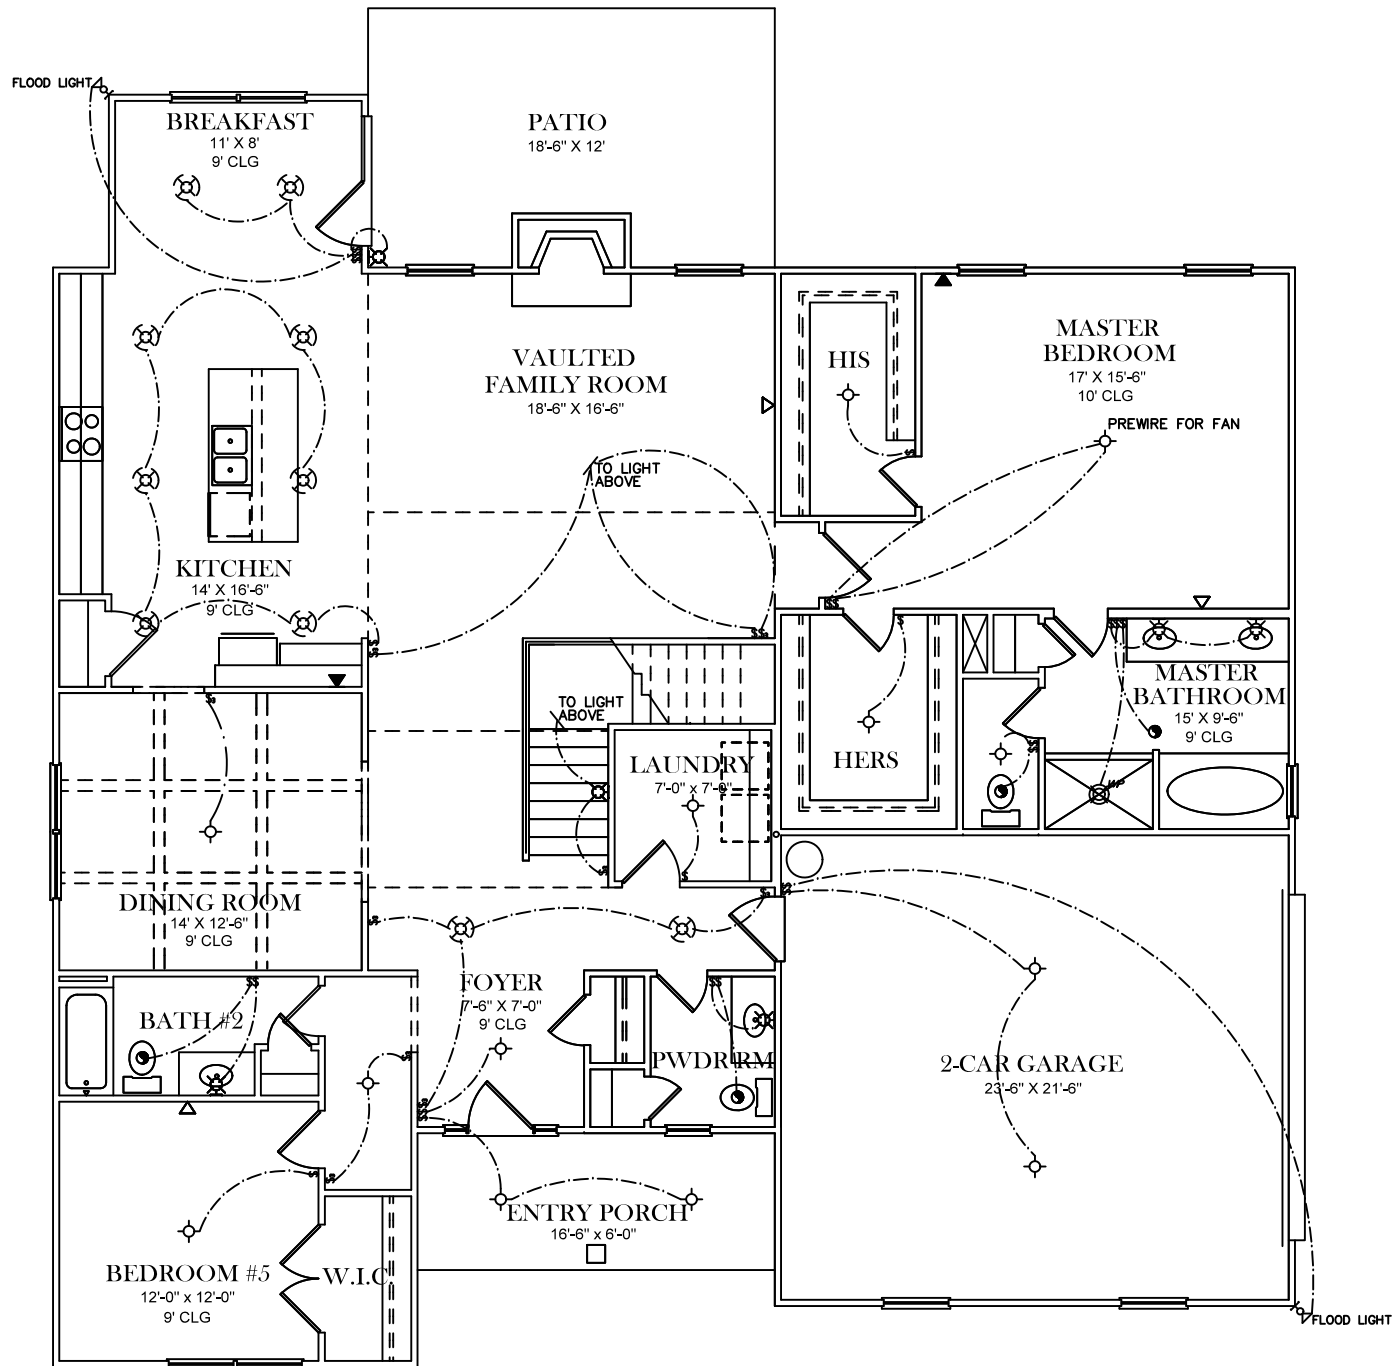 FLOOD LIGHT
BREAKFAST
11' X 8'
9' CLG
PATIO
18'-6" X 12'
VAULTED
FAMILY ROOM
18'-6" X 16'-6"
HIS
MASTER
BEDROOM
17' X 15'-6"
10' CLG
PREWIRE FOR FAN
TO LIGHT
ABOVE
KITCHEN
14' X 16'-6"
9' CLG
MASTER
BATHROOM
15' X 9'-6"
9' CLG
TO LIGHT
ABOVE
LAUNDRY
7'-0" x 7'-0"
HERS
WP
DINING ROOM
14' X 12'-6"
9' CLG
FOYER
7'-6" X 7'-0"
9' CLG
BATH #2
PWDR RM
2-CAR GARAGE
23'-6" X 21'-6"
ENTRY PORCH
16'-6" x 6'-0"
BEDROOM #5
12'-0" x 12'-0"
9' CLG
W.I.C.
FLOOD LIGHT